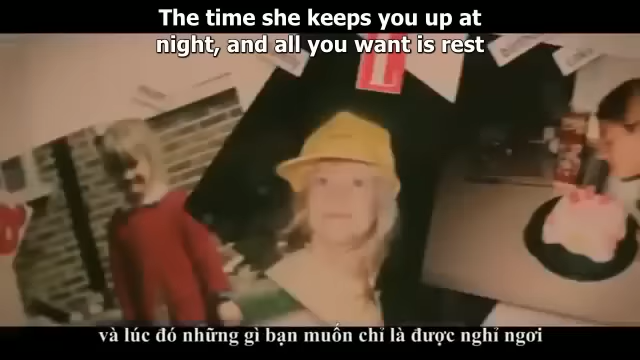 The time she keeps you up at
night, and all you want is rest
L
và lúc đó những gì bạn muốn chỉ là được nghỉ ngơi